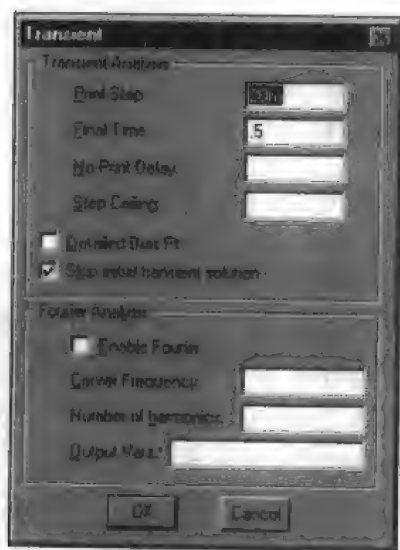 Transient
Transient Analysis
Print Step:
Final Time: .5
No-Print Delay:
Step Ceiling:
Detailed Bias Pt.
Skip initial transient solution
Fourier Analysis
Enable Fourier
Center Frequency:
Number of harmonics:
Output Vars.:
OK Cancel